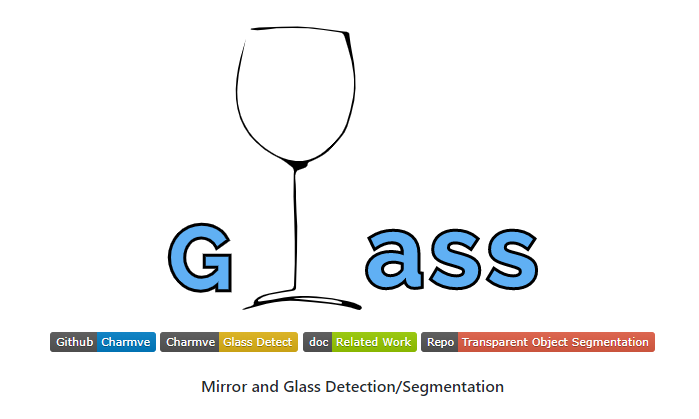 G ass
Github Charmve Charmve Glass Detect doc Related Work Repo Transparent Object Segmentation
Mirror and Glass Detection/Segmentation